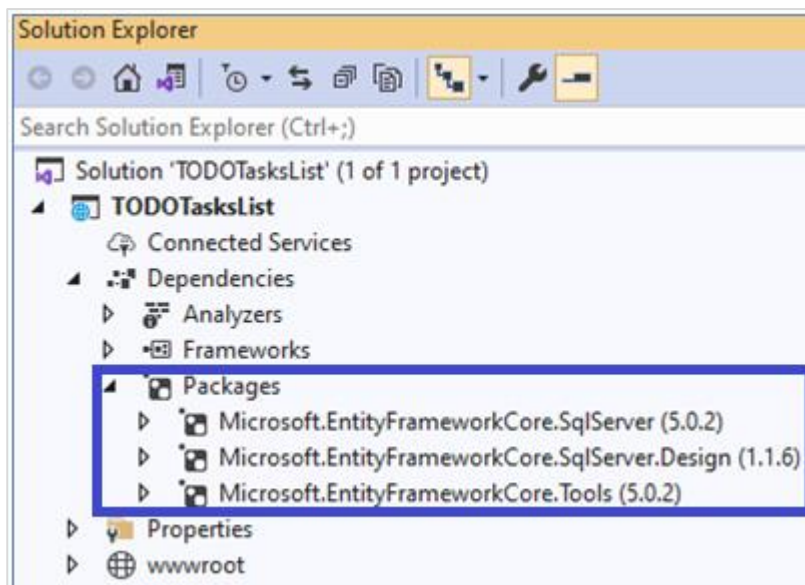 Solution Explorer
Search Solution Explorer (Ctrl+;)
Solution 'TODOTasksList' (1 of 1 project)
TODOTasksList
Connected Services
Dependencies
Analyzers
Frameworks
Packages
Microsoft.EntityFrameworkCore.SqlServer (5.0.2)
Microsoft.EntityFrameworkCore.SqlServer.Design (1.1.6)
Microsoft.EntityFrameworkCore.Tools (5.0.2)
Properties
wwwroot